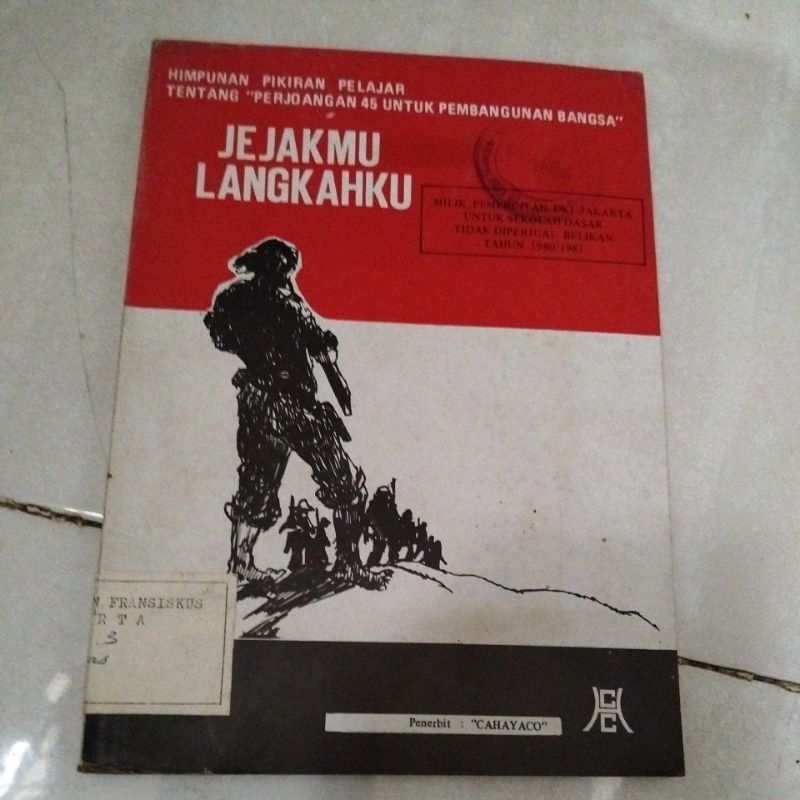 HIMPUNAN PIKIRAN PELAJAR
TENTANG "PERJOANGAN 45 UNTUK PEMBANGUNAN BANGSA"
JEJAKMU
LANGKAHKU
MILIK PEMERINTAH DKI JAKARTA
UNTUK SEKOLAH DASAR
TIDAK DIPERJUAL BELIKAN
TAHUN 1980/1981
N FRANSISKUS
R T A
. 3
Penerbit : "CAHAYACO"
C
C